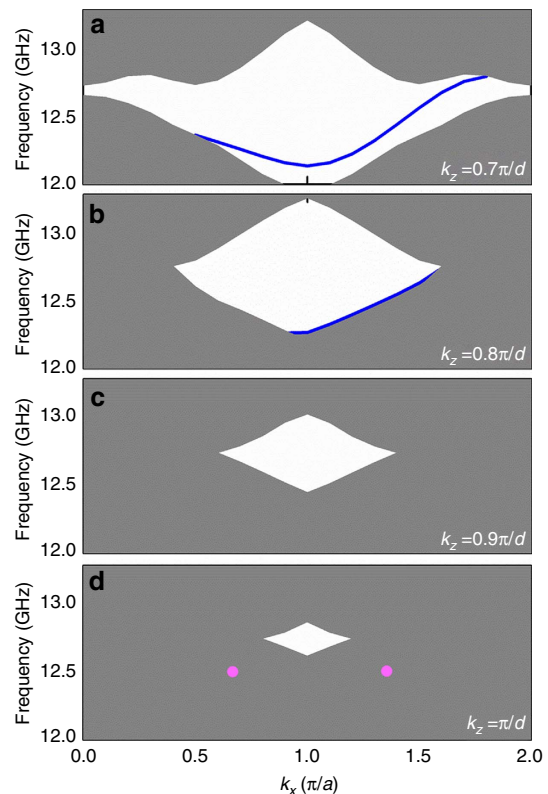 a
Frequency (GHz)
13.0
12.5
12.0
k_z =0.7π/d
b
Frequency (GHz)
13.0
12.5
12.0
k_z =0.8π/d
c
Frequency (GHz)
13.0
12.5
12.0
k_z =0.9π/d
d
Frequency (GHz)
13.0
12.5
12.0
k_z =π/d
0.0 0.5 1.0 1.5 2.0
k_x (π/a)